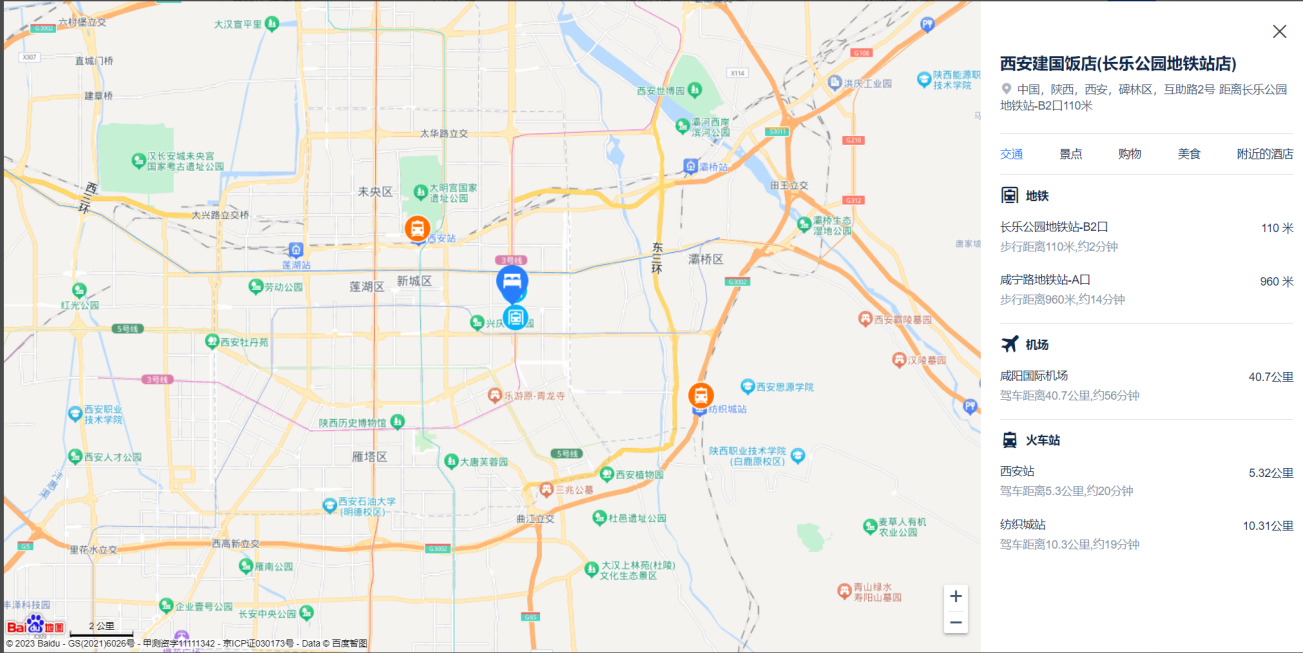 六村堡立交
G3002
大汉宣平里
X307
直城门桥
建章桥
汉长安城未央宫
国家考古遗址公园
西三环
大兴路立交桥
太华路立交
未央区
大明宫国家
遗址公园
西安站
莲湖站
劳动公园
莲湖区
新城区
3号线
红光公园
5号线
西安牡丹苑
3号线
西安职业
技术学院
西安人才公园
陕西历史博物馆
乐游原-青龙寺
雁塔区
大唐芙蓉园
5号线
西安植物园
三兆公墓
西安石油大学
(明德校区)
曲江立交
杜邑遗址公园
G5
里花水立交
西高新立交
G3002
雁南公园
大汉上林苑(杜陵)
文化生态景区
企业壹号公园
长安中央公园
G65
丰泽科技园
2 公里
Bai地图
© 2023 Baidu - GS(2021)6026号 - 甲测资字11111342 - 京ICP证030173号 - Data © 百度智图
西安世博园
X114
G108
洪庆工业园
陕西能源职
技术学院
灞河西岸
滨河公园
S3011
G210
灞桥站
田王立交
G312
灞桥生态
湿地公园
东三环
灞桥区
G3002
西安霸陵墓园
汉陵墓园
西安思源学院
纺织城站
陕西职业技术学院
(白鹿原校区)
麦草人有机
农业公园
青山绿水
寿阳山墓园
+
−
西安建国饭店(长乐公园地铁站店)
中国，陕西，西安，碑林区，互助路2号 距离长乐公园
地铁站-B2口110米
交通 景点 购物 美食 附近的酒店
地铁
长乐公园地铁站-B2口 110 米
步行距离110米,约2分钟
咸宁路地铁站-A口 960 米
步行距离960米,约14分钟
机场
咸阳国际机场 40.7公里
驾车距离40.7公里,约56分钟
火车站
西安站 5.32公里
驾车距离5.3公里,约20分钟
纺织城站 10.31公里
驾车距离10.3公里,约19分钟